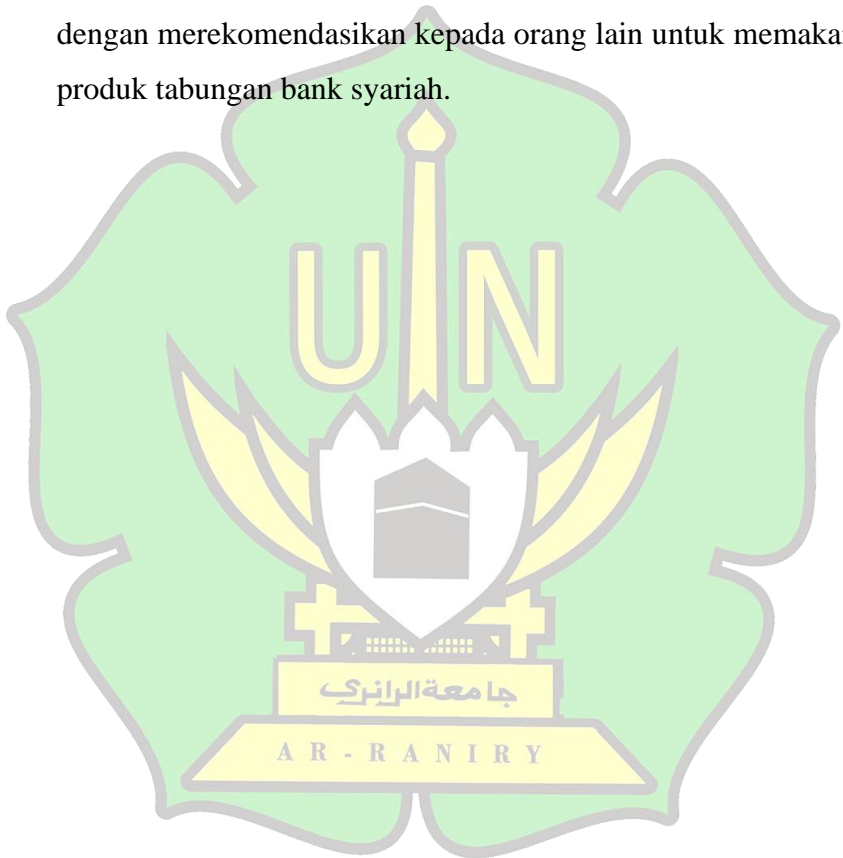 dengan merekomendasikan kepada orang lain untuk memakai
produk tabungan bank syariah.
UIN
جامعة الرانري
AR-RANIRY